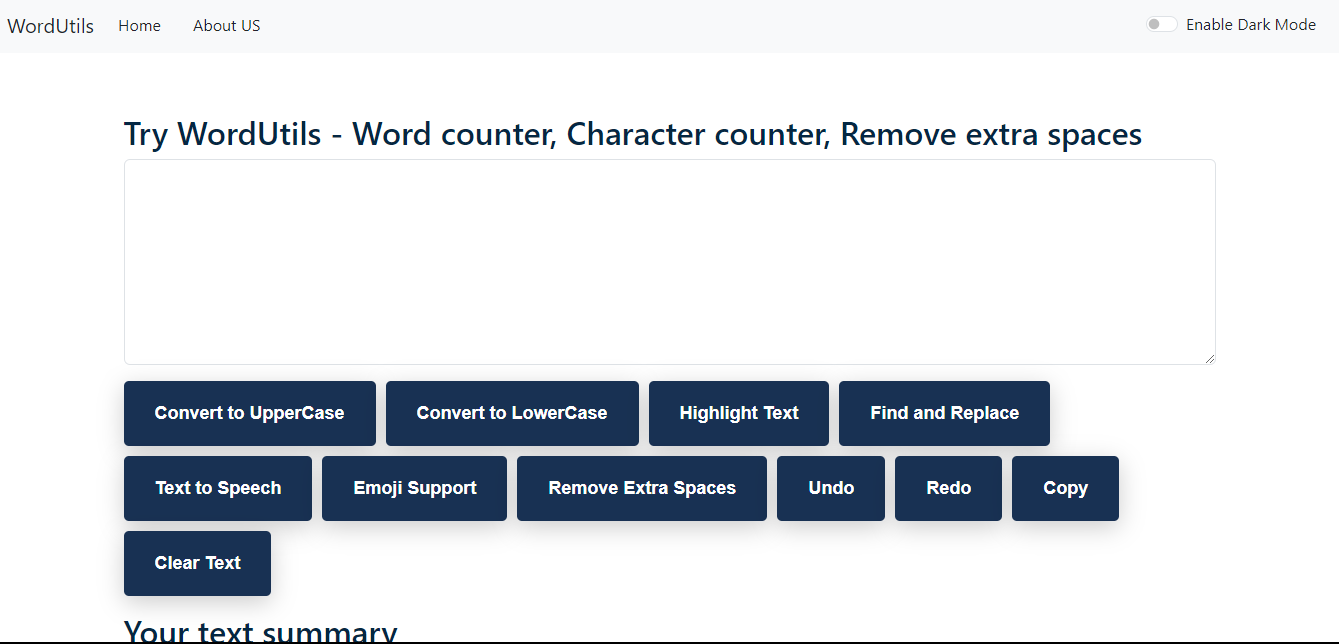 WordUtils Home About US Enable Dark Mode
Try WordUtils - Word counter, Character counter, Remove extra spaces
Convert to UpperCase Convert to LowerCase Highlight Text Find and Replace
Text to Speech Emoji Support Remove Extra Spaces Undo Redo Copy
Clear Text
Your text summary